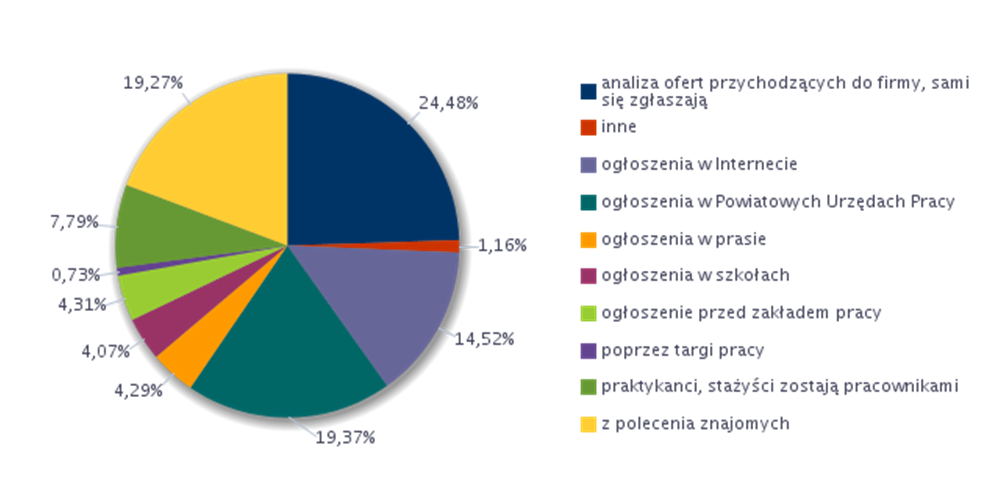 19,27%
24,48%
7,79%
1,16%
0,73%
4,31%
14,52%
4,07%
4,29%
19,37%
analiza ofert przychodzących do firmy, sami
się zgłaszają
inne
ogłoszenia w Internecie
ogłoszenia w Powiatowych Urzędach Pracy
ogłoszenia w prasie
ogłoszenia w szkołach
ogłoszenie przed zakładem pracy
poprzez targi pracy
praktykanci, stażyści zostają pracownikami
z polecenia znajomych